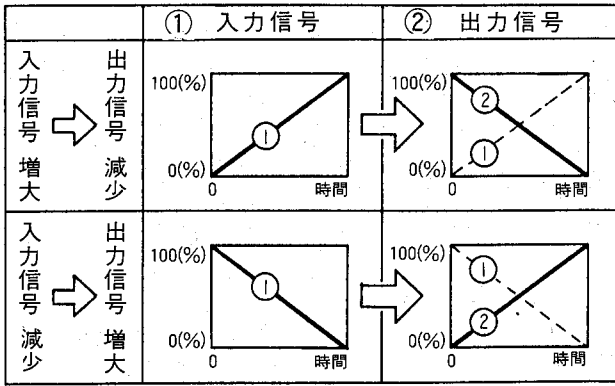 ① 入力信号
② 出力信号
入力信号 増大
出力信号 減少
100(%)
①
0(%)
0
時間
100(%)
②
①
0(%)
0
時間
入力信号 減少
出力信号 増大
100(%)
①
0(%)
0
時間
100(%)
①
②
0(%)
0
時間